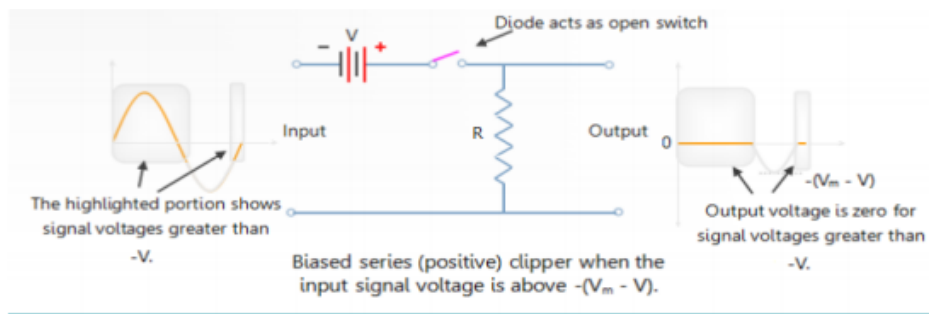 Diode acts as open switch
V
−
+
Input
R
Output
0
-(Vm - V)
The highlighted portion shows
signal voltages greater than
-V.
Output voltage is zero for
signal voltages greater than
-V.
Biased series (positive) clipper when the
input signal voltage is above -(Vm - V).